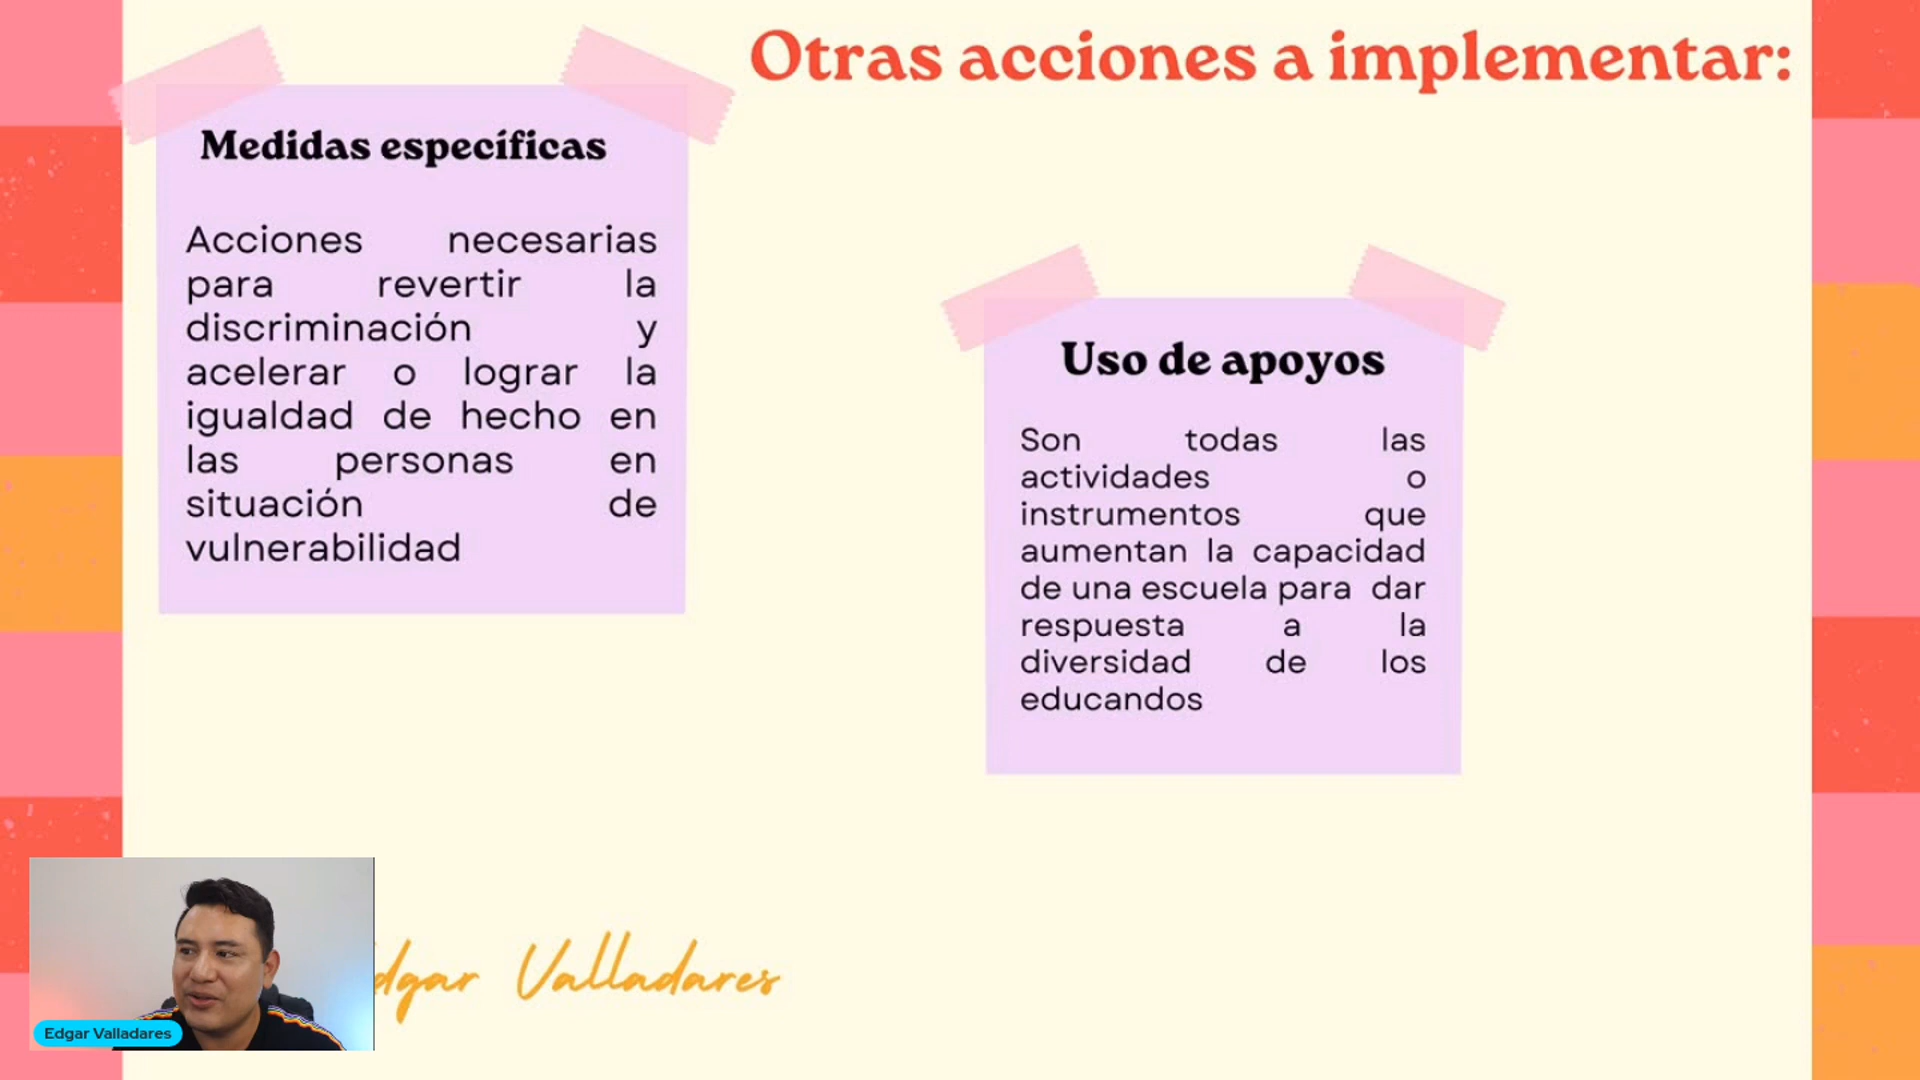 Otras acciones a implementar:
Medidas específicas
Acciones necesarias
para revertir la
discriminación y
acelerar o lograr la
igualdad de hecho en
las personas en
situación de
vulnerabilidad
Uso de apoyos
Son todas las
actividades o
instrumentos que
aumentan la capacidad
de una escuela para dar
respuesta a la
diversidad de los
educandos
dgar Valladares
Edgar Valladares